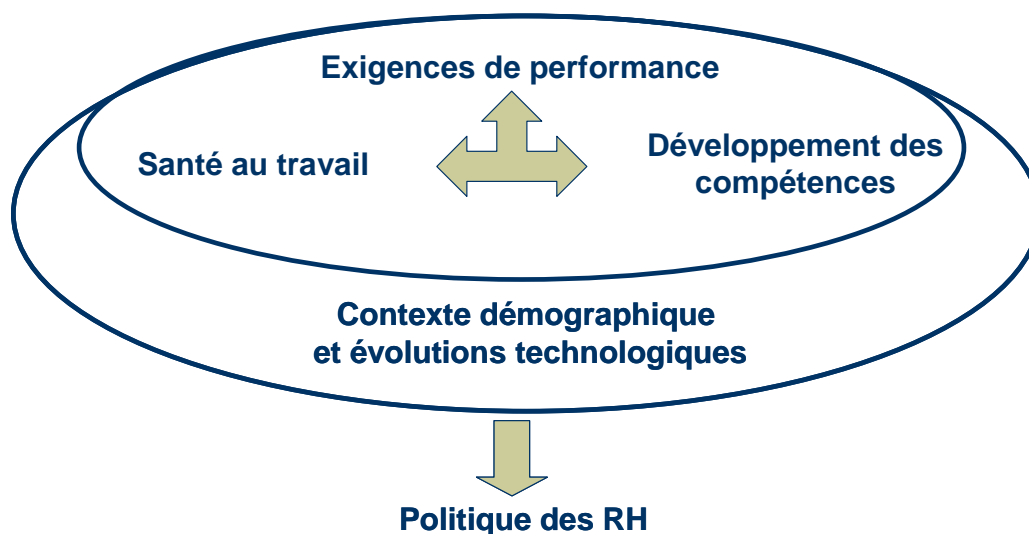 Exigences de performance
Santé au travail
Développement des
compétences
Contexte démographique
et évolutions technologiques
Politique des RH